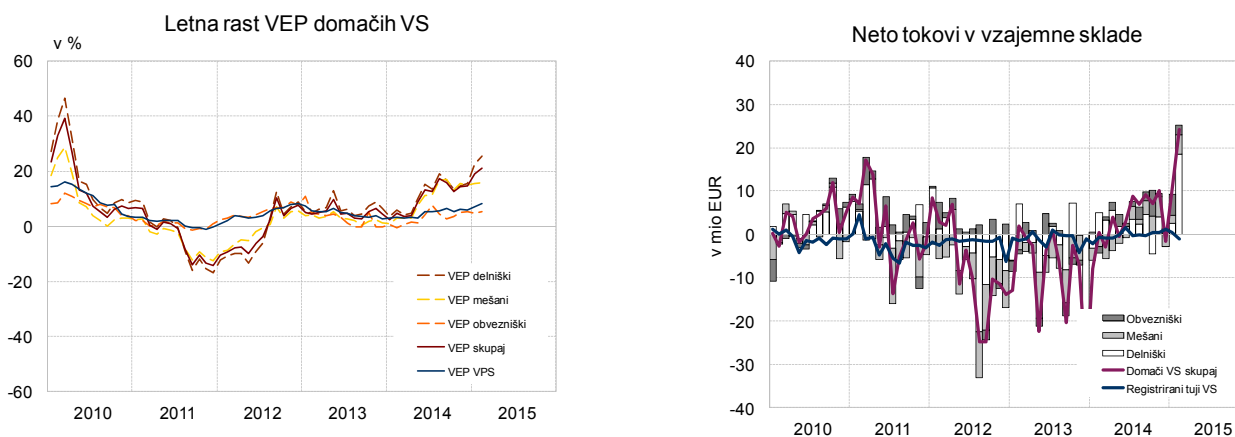 Letna rast VEP domačih VS
v %
60
40
20
0
-20
-40
-60
VEP delniški
VEP mešani
VEP obvezniški
VEP skupaj
VEP VPS
2010 2011 2012 2013 2014 2015
Neto tokovi v vzajemne sklade
v mio EUR
40
30
20
10
0
-10
-20
-30
-40
Obvezniški
Mešani
Delniški
Domači VS skupaj
Registrirani tuji VS
2010 2011 2012 2013 2014 2015